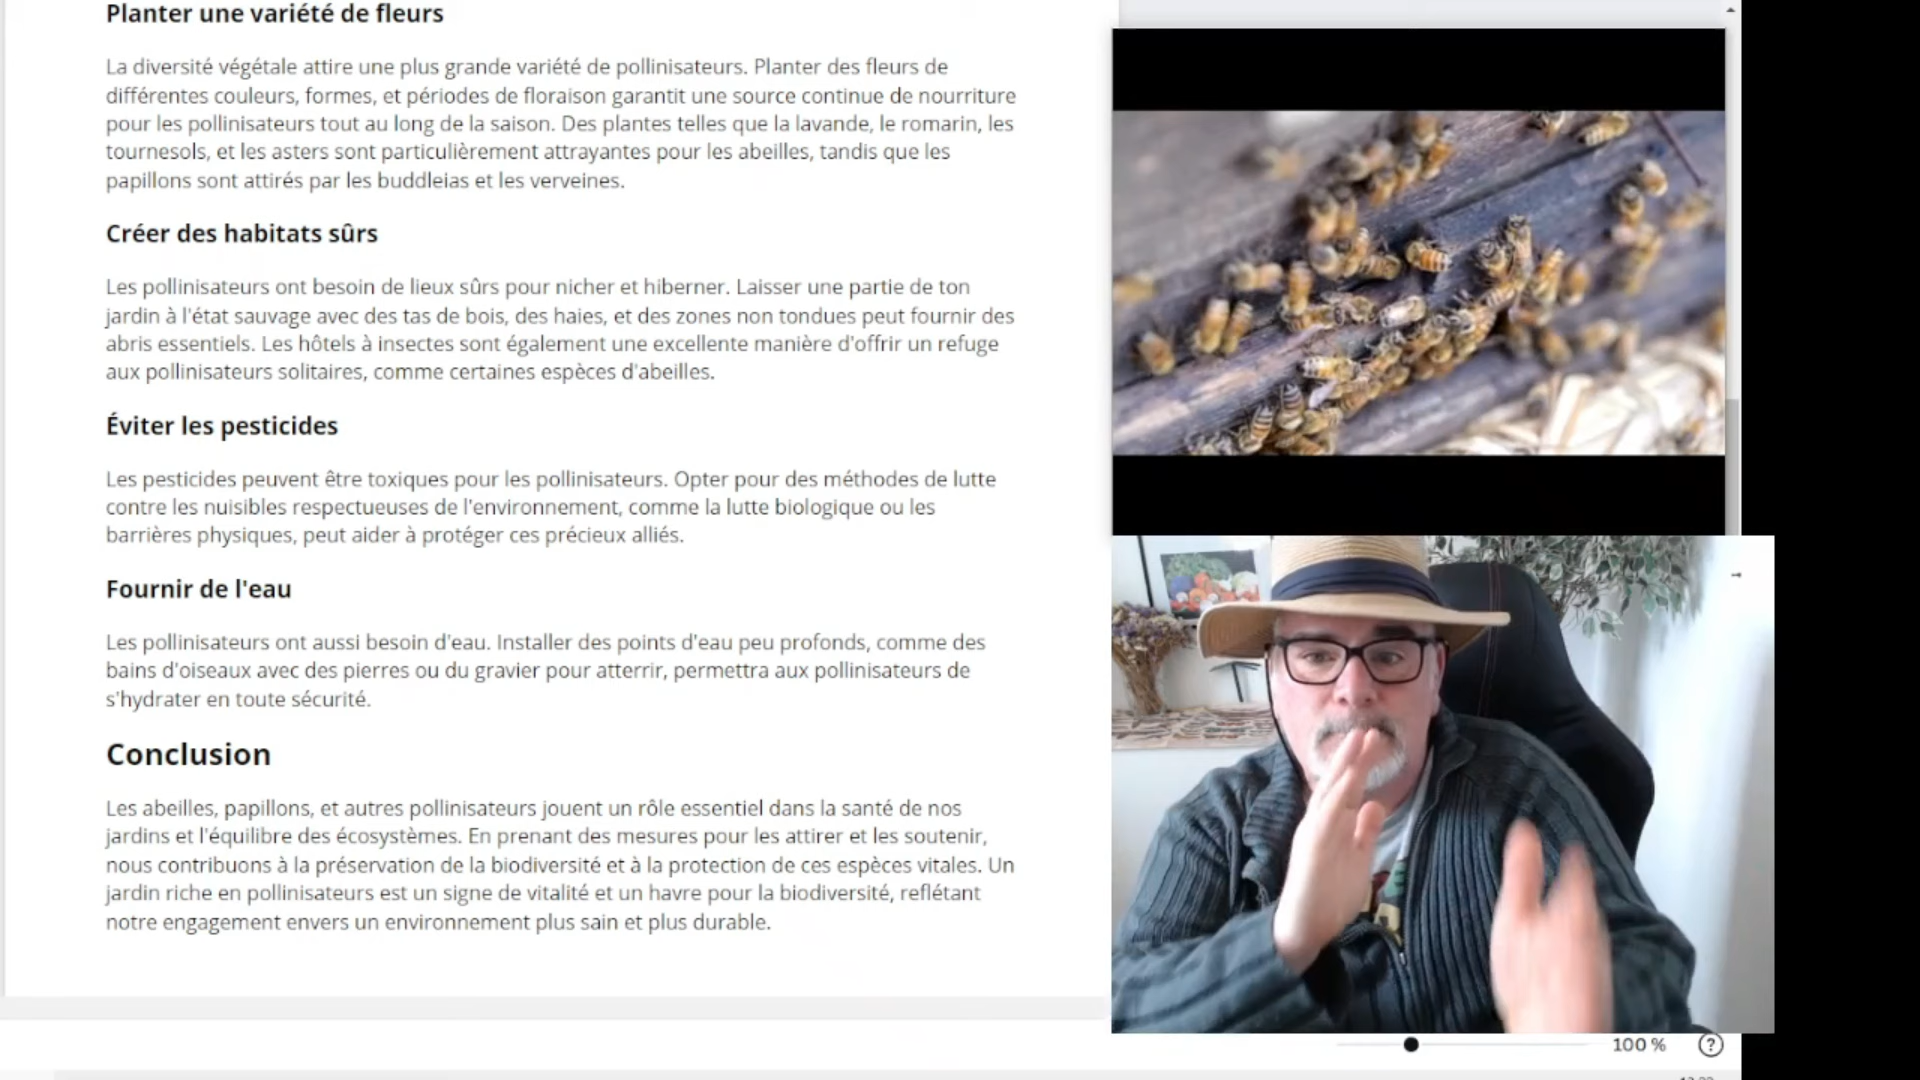 Planter une variété de fleurs
La diversité végétale attire une plus grande variété de pollinisateurs. Planter des fleurs de
différentes couleurs, formes, et périodes de floraison garantit une source continue de nourriture
pour les pollinisateurs tout au long de la saison. Des plantes telles que la lavande, le romarin, les
tournesols, et les asters sont particulièrement attrayantes pour les abeilles, tandis que les
papillons sont attirés par les buddleias et les verveines.
Créer des habitats sûrs
Les pollinisateurs ont besoin de lieux sûrs pour nicher et hiberner. Laisser une partie de ton
jardin à l'état sauvage avec des tas de bois, des haies, et des zones non tondues peut fournir des
abris essentiels. Les hôtels à insectes sont également une excellente manière d'offrir un refuge
aux pollinisateurs solitaires, comme certaines espèces d'abeilles.
Éviter les pesticides
Les pesticides peuvent être toxiques pour les pollinisateurs. Opter pour des méthodes de lutte
contre les nuisibles respectueuses de l'environnement, comme la lutte biologique ou les
barrières physiques, peut aider à protéger ces précieux alliés.
Fournir de l'eau
Les pollinisateurs ont aussi besoin d'eau. Installer des points d'eau peu profonds, comme des
bains d'oiseaux avec des pierres ou du gravier pour atterrir, permettra aux pollinisateurs de
s'hydrater en toute sécurité.
Conclusion
Les abeilles, papillons, et autres pollinisateurs jouent un rôle essentiel dans la santé de nos
jardins et l'équilibre des écosystèmes. En prenant des mesures pour les attirer et les soutenir,
nous contribuons à la préservation de la biodiversité et à la protection de ces espèces vitales. Un
jardin riche en pollinisateurs est un signe de vitalité et un havre pour la biodiversité, reflétant
notre engagement envers un environnement plus sain et plus durable.
100 %
?